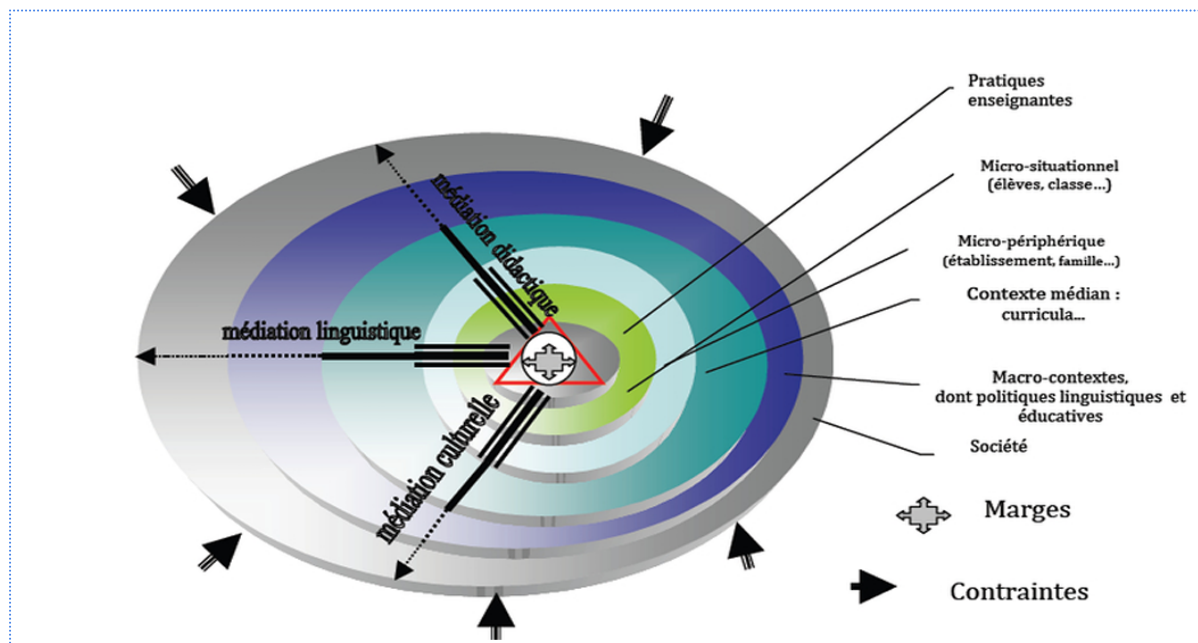 Pratiques
enseignantes
Micro-situationnel
(élèves, classe...)
Micro-périphérique
(établissement, famille...)
Contexte médian :
curricula...
Macro-contextes,
dont politiques linguistiques et
éducatives
Société
Marges
Contraintes
médiation didactique
médiation linguistique
médiation culturelle